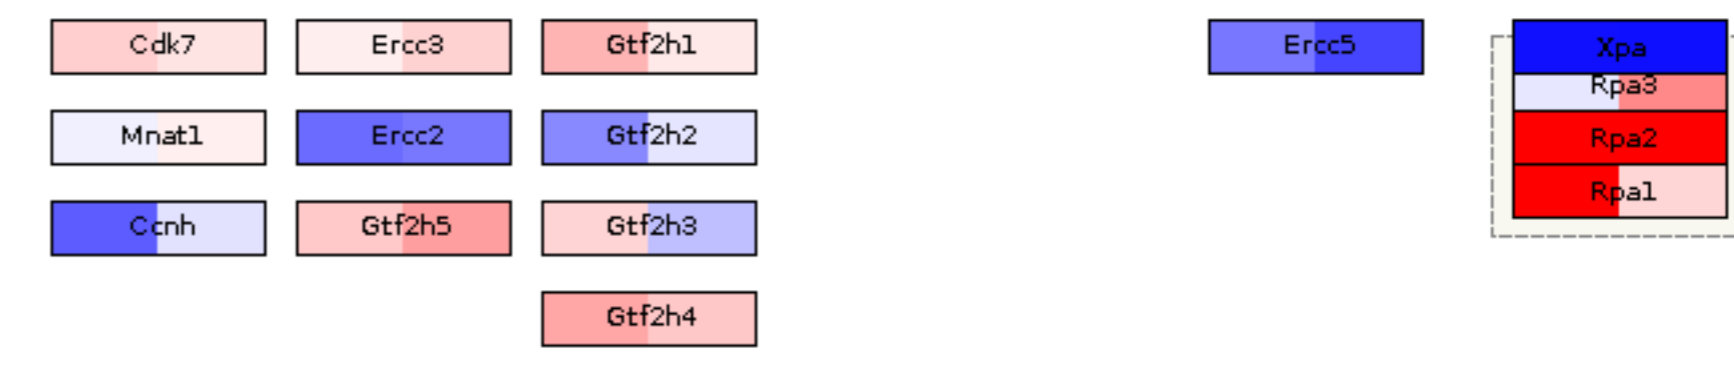 Cdk7
Ercc3
Gtf2h1
Ercc5
Xpa
Rpa3
Mnat1
Ercc2
Gtf2h2
Rpa2
Rpa1
Ccnh
Gtf2h5
Gtf2h3
Gtf2h4